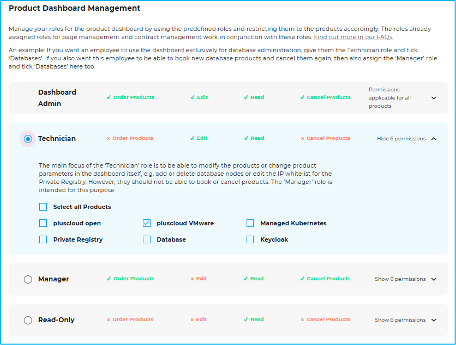 Product Dashboard Management
Manage your roles for the product dashboard by using the predefined roles and restricting them to the products accordingly. The roles already
assigned roles for page management and contract management work in conjunction with these roles. Find out more in our FAQs.
An example: If you want an employee to use the dashboard exclusively for database administration, give them the Technician role and tick
'Databases'. If you also want this employee to be able to book new database products and cancel them again, then also assign the 'Manager' role
and tick 'Databases' here too.
Dashboard Admin ✓ Order Products ✓ Edit ✓ Read ✓ Cancel Products Permissions applicable for all products
Technician × Order Products ✓ Edit ✓ Read × Cancel Products Hide 6 permissions
The main focus of the 'Technician' role is to be able to modify the products or change product
parameters in the dashboard itself, e.g. add or delete database nodes or edit the IP whitelist for the
Private Registry. However, they should not be able to book or cancel products. The 'Manager' role is
intended for this purpose.
Select all Products
pluscloud open pluscloud VMware Managed Kubernetes
Private Registry Database Keycloak
Manager ✓ Order Products × Edit ✓ Read ✓ Cancel Products Show 6 permissions
Read-Only × Order Products × Edit ✓ Read × Cancel Products Show 6 permissions